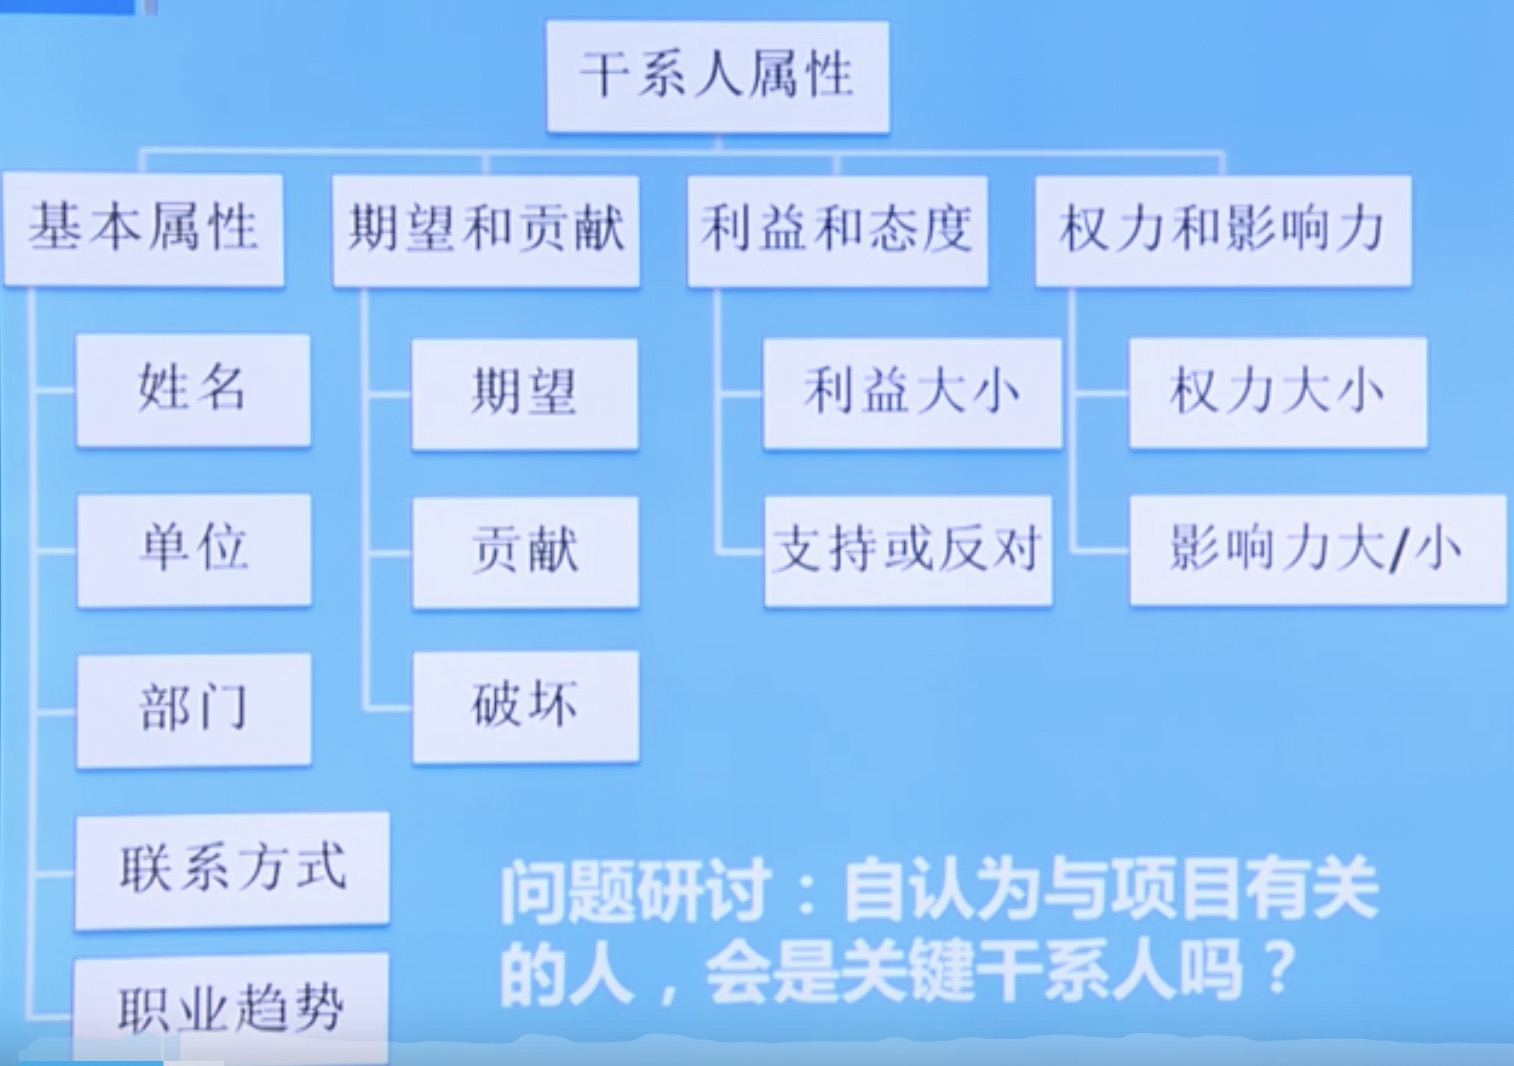 干系人属性
基本属性
期望和贡献
利益和态度
权力和影响力
姓名
期望
利益大小
权力大小
单位
贡献
支持或反对
影响力大/小
部门
破坏
联系方式
职业趋势
问题研讨：自认为与项目有关
的人，会是关键干系人吗？